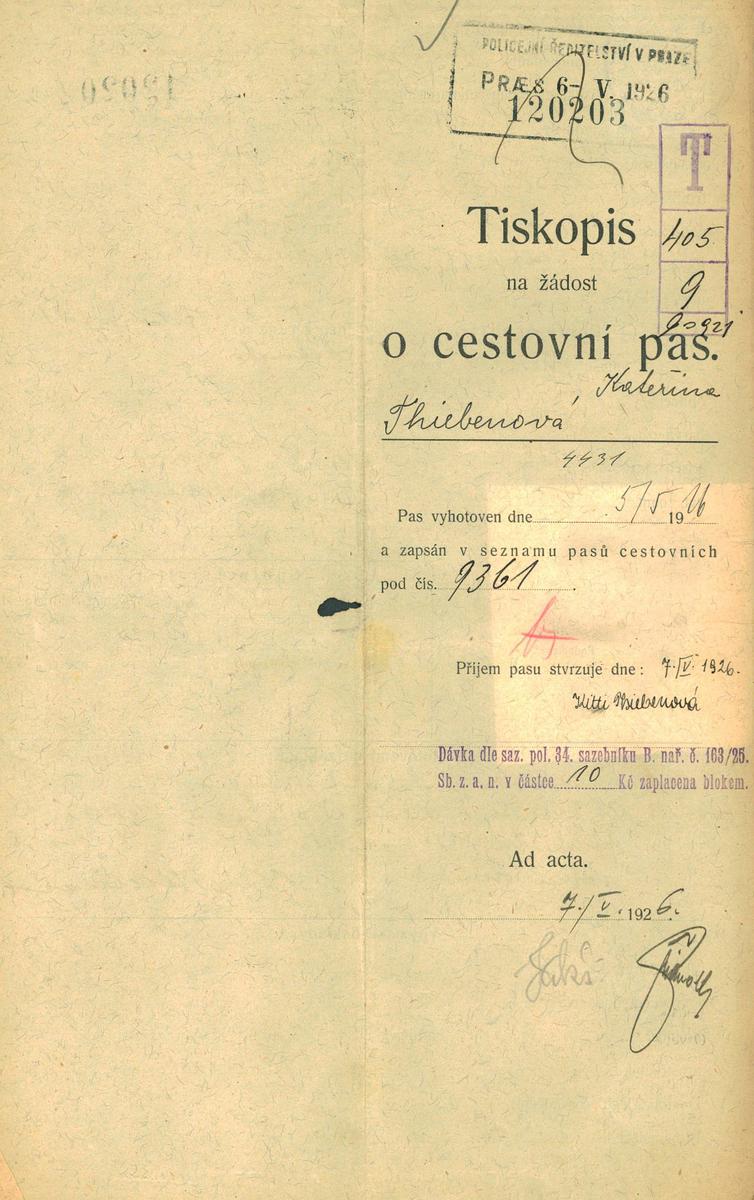 POLICEJNÍ ŘEDITELSTVÍ V PRAZE
PRÆS 6- V. 1926
120203
T
405
9
Tiskopis
na žádost
o cestovní pas.
Kateřina
Thiebenová
4431
Pas vyhotoven dne 5/5 1926
a zapsán v seznamu pasů cestovních
pod čís. 9361
Příjem pasu stvrzuje dne: 7./V. 1926.
Kitti Thiebenová
Dávka dle saz. pol. 34. sazebníku B. nař. č. 163/25.
Sb. z. a. n. v částce 10 Kč zaplacena blokem.
Ad acta.
7./V. 1926.